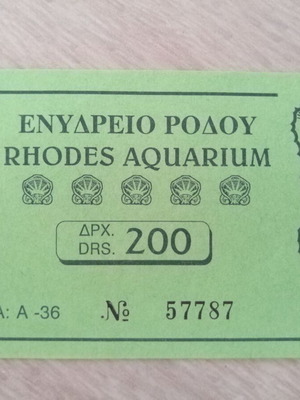 ΕΝΥΔΡΕΙΟ ΡΟΔΟΥ
RHODES AQUARIUM
ΔΡΧ.
DRS. 200
Α: Α -36 № 57787